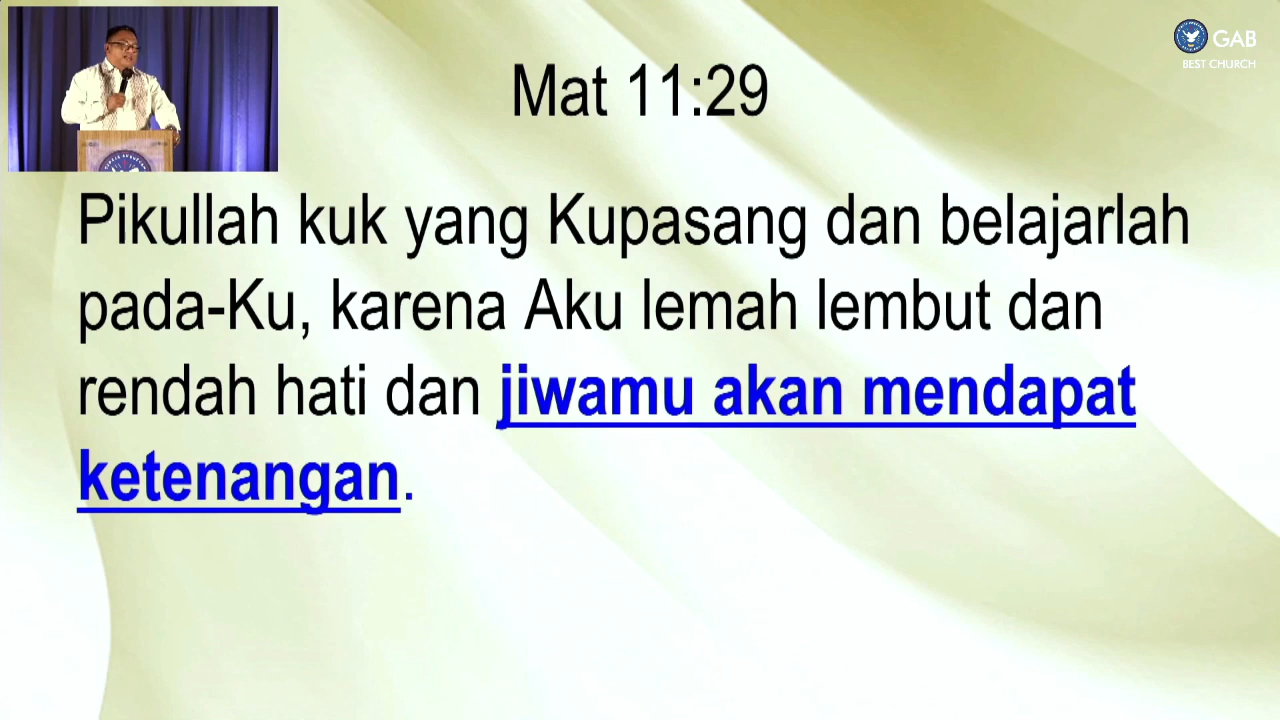 GAB
BEST CHURCH
Mat 11:29
Pikullah kuk yang Kupasang dan belajarlah
pada-Ku, karena Aku lemah lembut dan
rendah hati dan jiwamu akan mendapat
ketenangan.